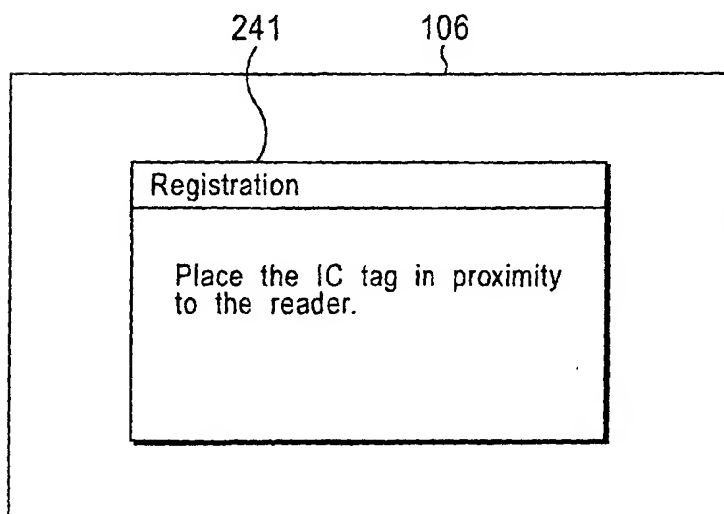 241 106
Registration
Place the IC tag in proximity
to the reader.